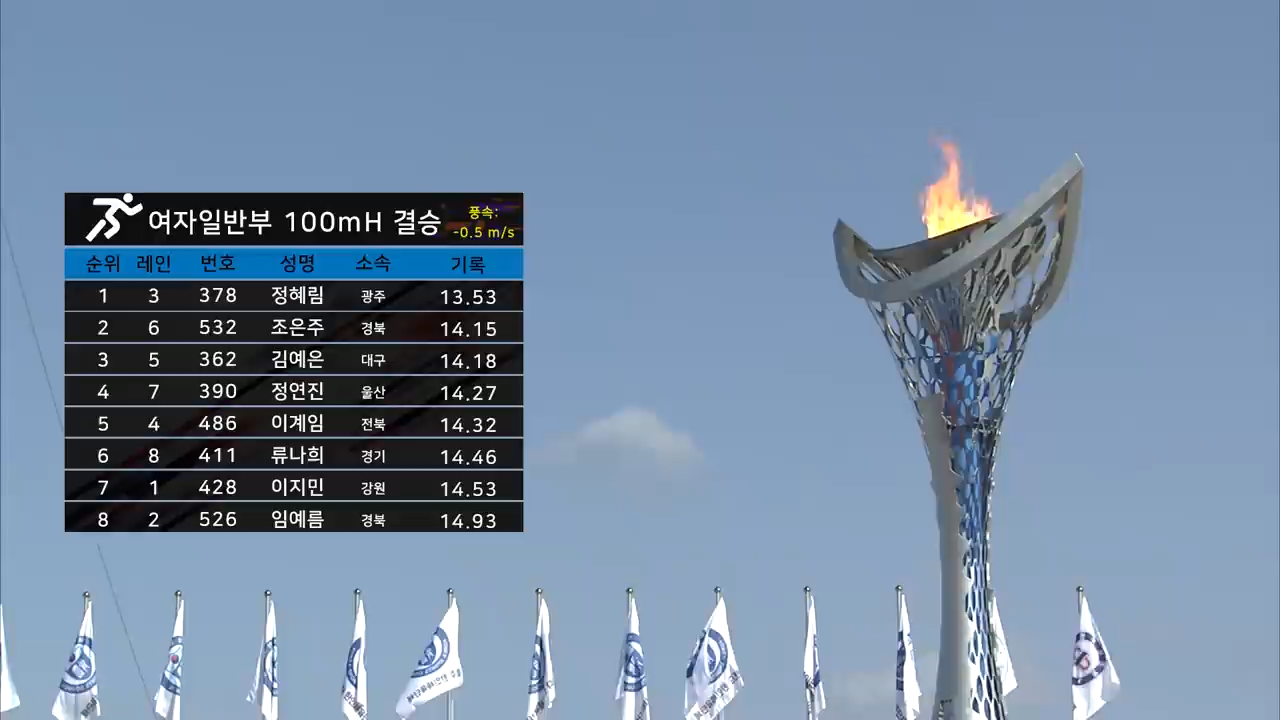 여자일반부 100mH 결승
풍속:
-0.5 m/s
순위 레인 번호 성명 소속 기록
1 3 378 정혜림 광주 13.53
2 6 532 조은주 경북 14.15
3 5 362 김예은 대구 14.18
4 7 390 정연진 울산 14.27
5 4 486 이계임 전북 14.32
6 8 411 류나희 경기 14.46
7 1 428 이지민 강원 14.53
8 2 526 임예름 경북 14.93